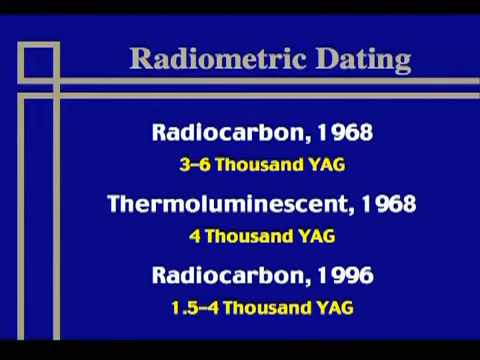 Radiometric Dating
Radiocarbon, 1968
3–6 Thousand YAG
Thermoluminescent, 1968
4 Thousand YAG
Radiocarbon, 1996
1.5–4 Thousand YAG